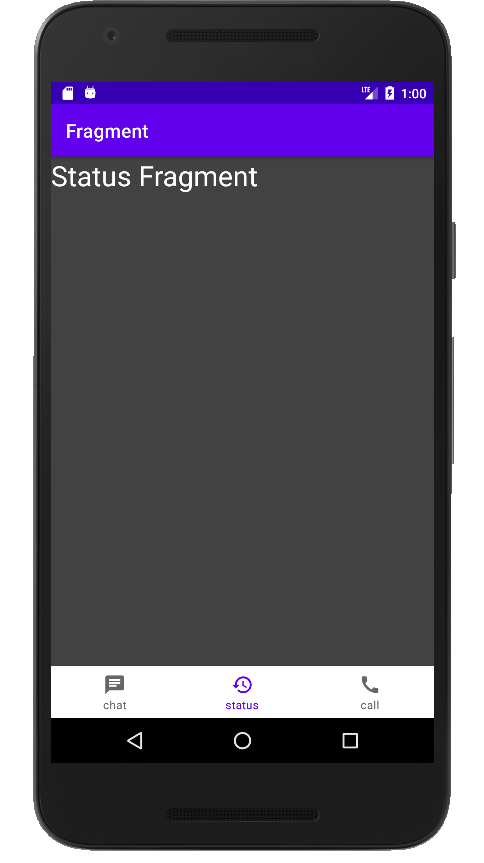 LTE 1:00
Fragment
Status Fragment
chat status call